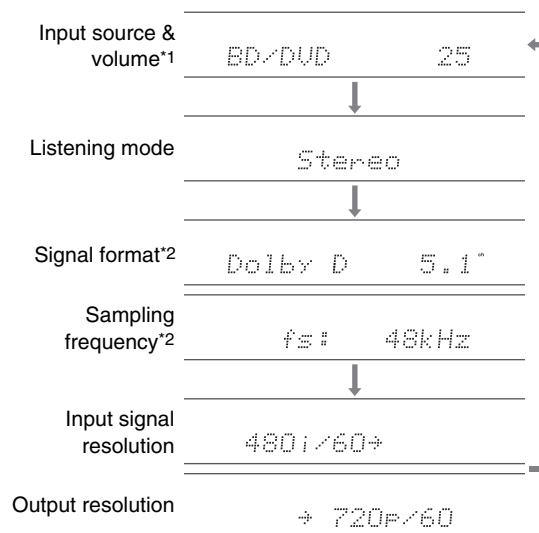 Input source &
volume*1
BD/DVD 25
Listening mode
Stereo
Signal format*2
Dolby D 5.1
Sampling
frequency*2
fs: 48kHz
Input signal
resolution
480i/60→
Output resolution
→ 720p/60